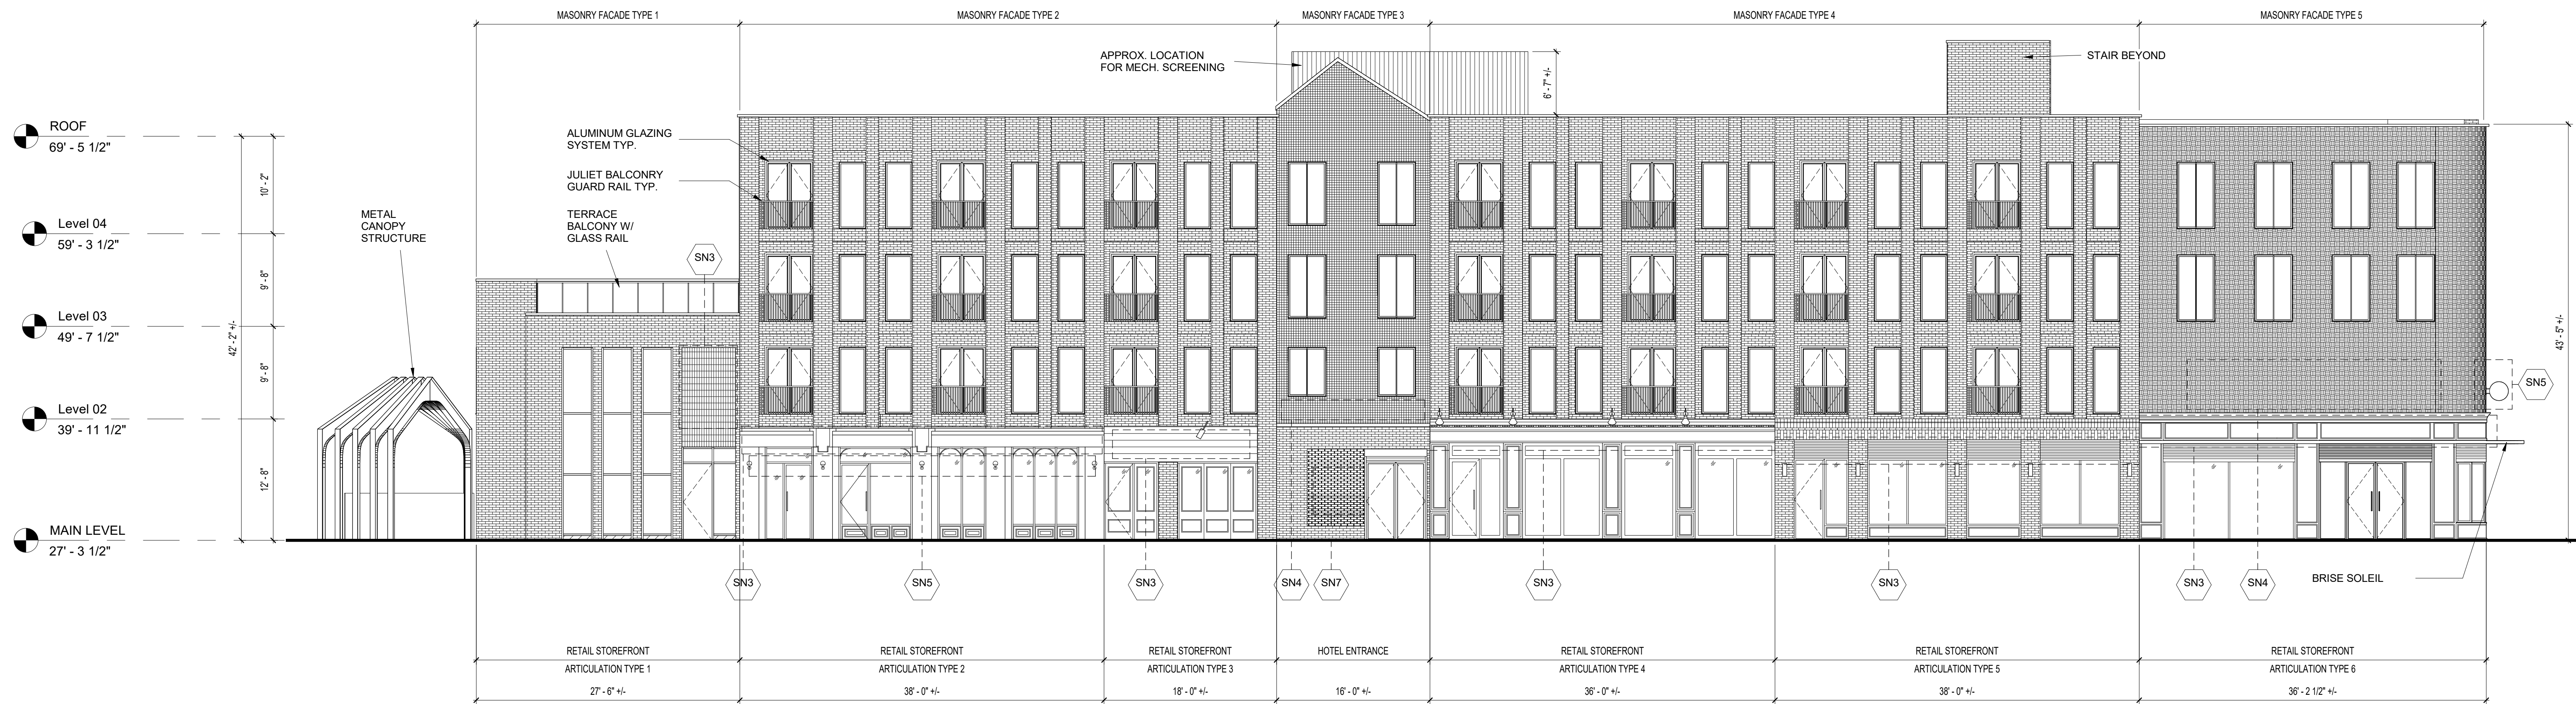 MASONRY FACADE TYPE 1
MASONRY FACADE TYPE 2
MASONRY FACADE TYPE 3
MASONRY FACADE TYPE 4
MASONRY FACADE TYPE 5
APPROX. LOCATION
FOR MECH. SCREENING
6' - 7" +/-
STAIR BEYOND
ROOF
69' - 5 1/2"
Level 04
59' - 3 1/2"
Level 03
49' - 7 1/2"
Level 02
39' - 11 1/2"
MAIN LEVEL
27' - 3 1/2"
42' - 2" +/-
10' - 2"
9' - 8"
9' - 8"
12' - 8"
METAL
CANOPY
STRUCTURE
ALUMINUM GLAZING
SYSTEM TYP.
JULIET BALCONRY
GUARD RAIL TYP.
TERRACE
BALCONY W/
GLASS RAIL
SN3
43' - 5" +/-
SN5
SN3
SN5
SN3
SN4
SN7
SN3
SN3
SN3
SN4
BRISE SOLEIL
RETAIL STOREFRONT
ARTICULATION TYPE 1
27' - 6" +/-
RETAIL STOREFRONT
ARTICULATION TYPE 2
38' - 0" +/-
RETAIL STOREFRONT
ARTICULATION TYPE 3
18' - 0" +/-
HOTEL ENTRANCE
16' - 0" +/-
RETAIL STOREFRONT
ARTICULATION TYPE 4
36' - 0" +/-
RETAIL STOREFRONT
ARTICULATION TYPE 5
38' - 0" +/-
RETAIL STOREFRONT
ARTICULATION TYPE 6
36' - 2 1/2" +/-